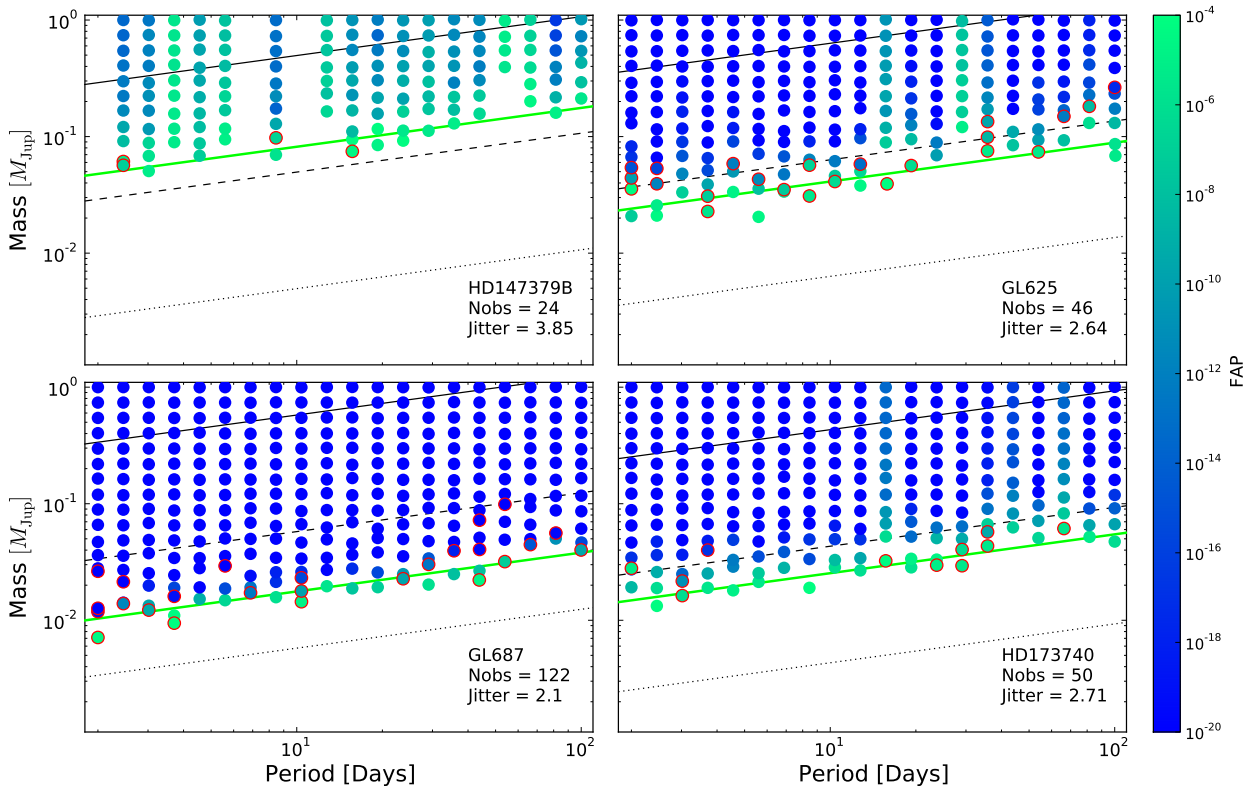 10^0
10^-1
10^-2
Mass [M_Jup]
HD147379B
Nobs = 24
Jitter = 3.85
GL625
Nobs = 46
Jitter = 2.64
10^0
10^-1
10^-2
Mass [M_Jup]
GL687
Nobs = 122
Jitter = 2.1
HD173740
Nobs = 50
Jitter = 2.71
10^1
10^2
Period [Days]
10^1
10^2
Period [Days]
10^-4
10^-6
10^-8
10^-10
10^-12
10^-14
10^-16
10^-18
10^-20
FAP